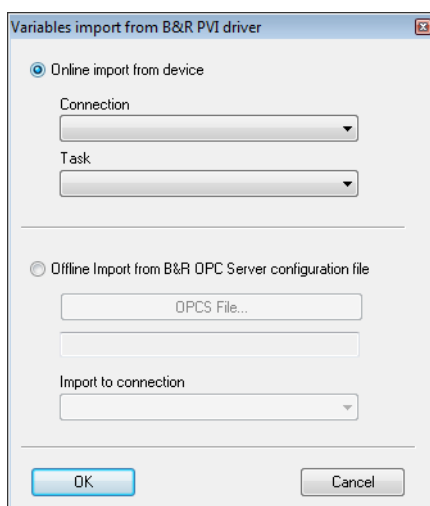 Variables import from B&R PVI driver
Online import from device
Connection
Task
Offline Import from B&R OPC Server configuration file
OPCS File...
Import to connection
OK
Cancel